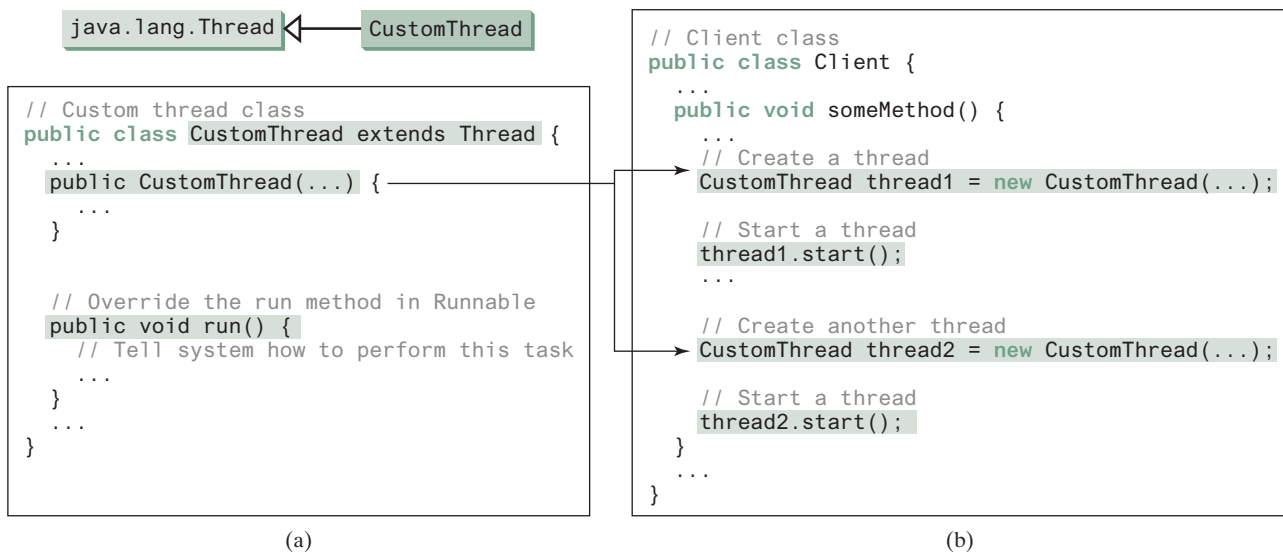 java.lang.Thread
CustomThread
// Custom thread class
public class CustomThread extends Thread {
...
public CustomThread(...) {
...
}
// Override the run method in Runnable
public void run() {
// Tell system how to perform this task
...
}
...
}
(a)
// Client class
public class Client {
...
public void someMethod() {
...
// Create a thread
CustomThread thread1 = new CustomThread(...);
// Start a thread
thread1.start();
...
// Create another thread
CustomThread thread2 = new CustomThread(...);
// Start a thread
thread2.start();
}
...
}
(b)